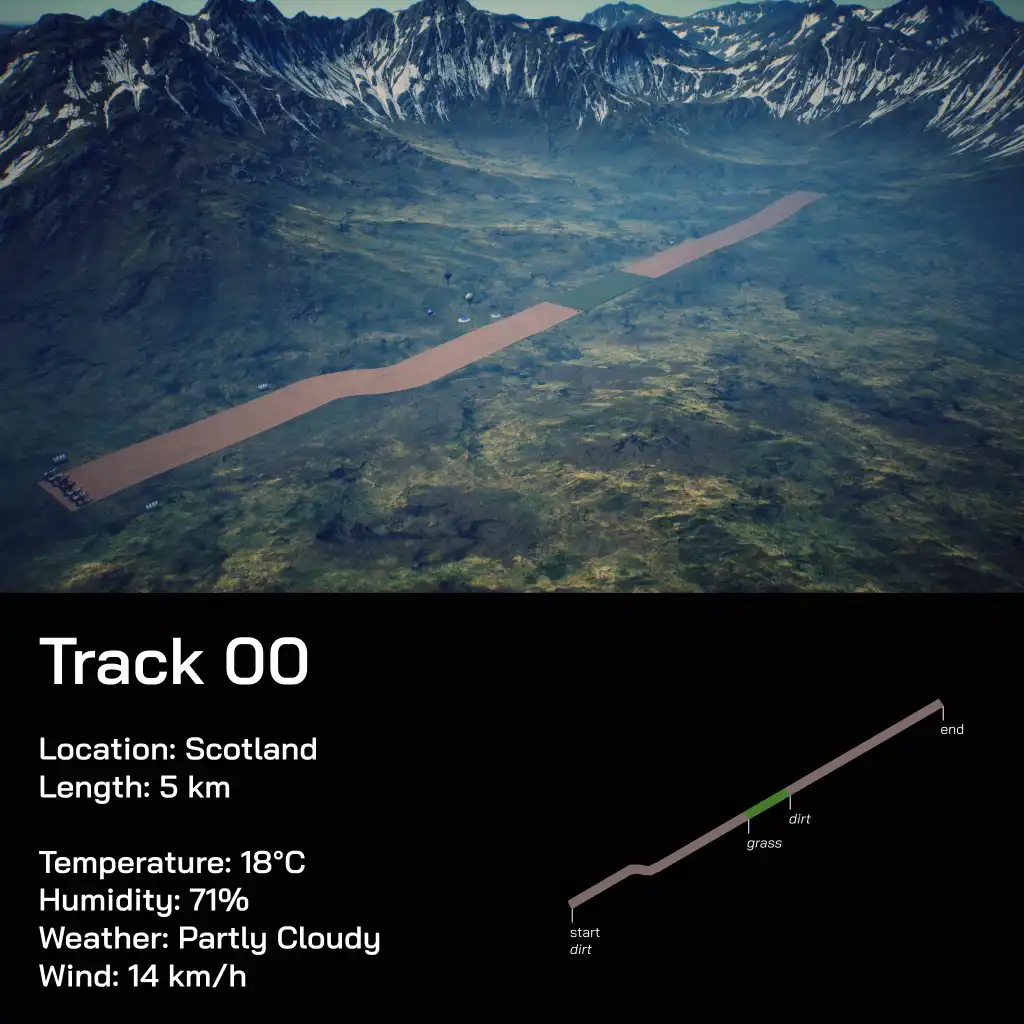 Track 00
Location: Scotland
Length: 5 km
Temperature: 18°C
Humidity: 71%
Weather: Partly Cloudy
Wind: 14 km/h
end
dirt
grass
start
dirt